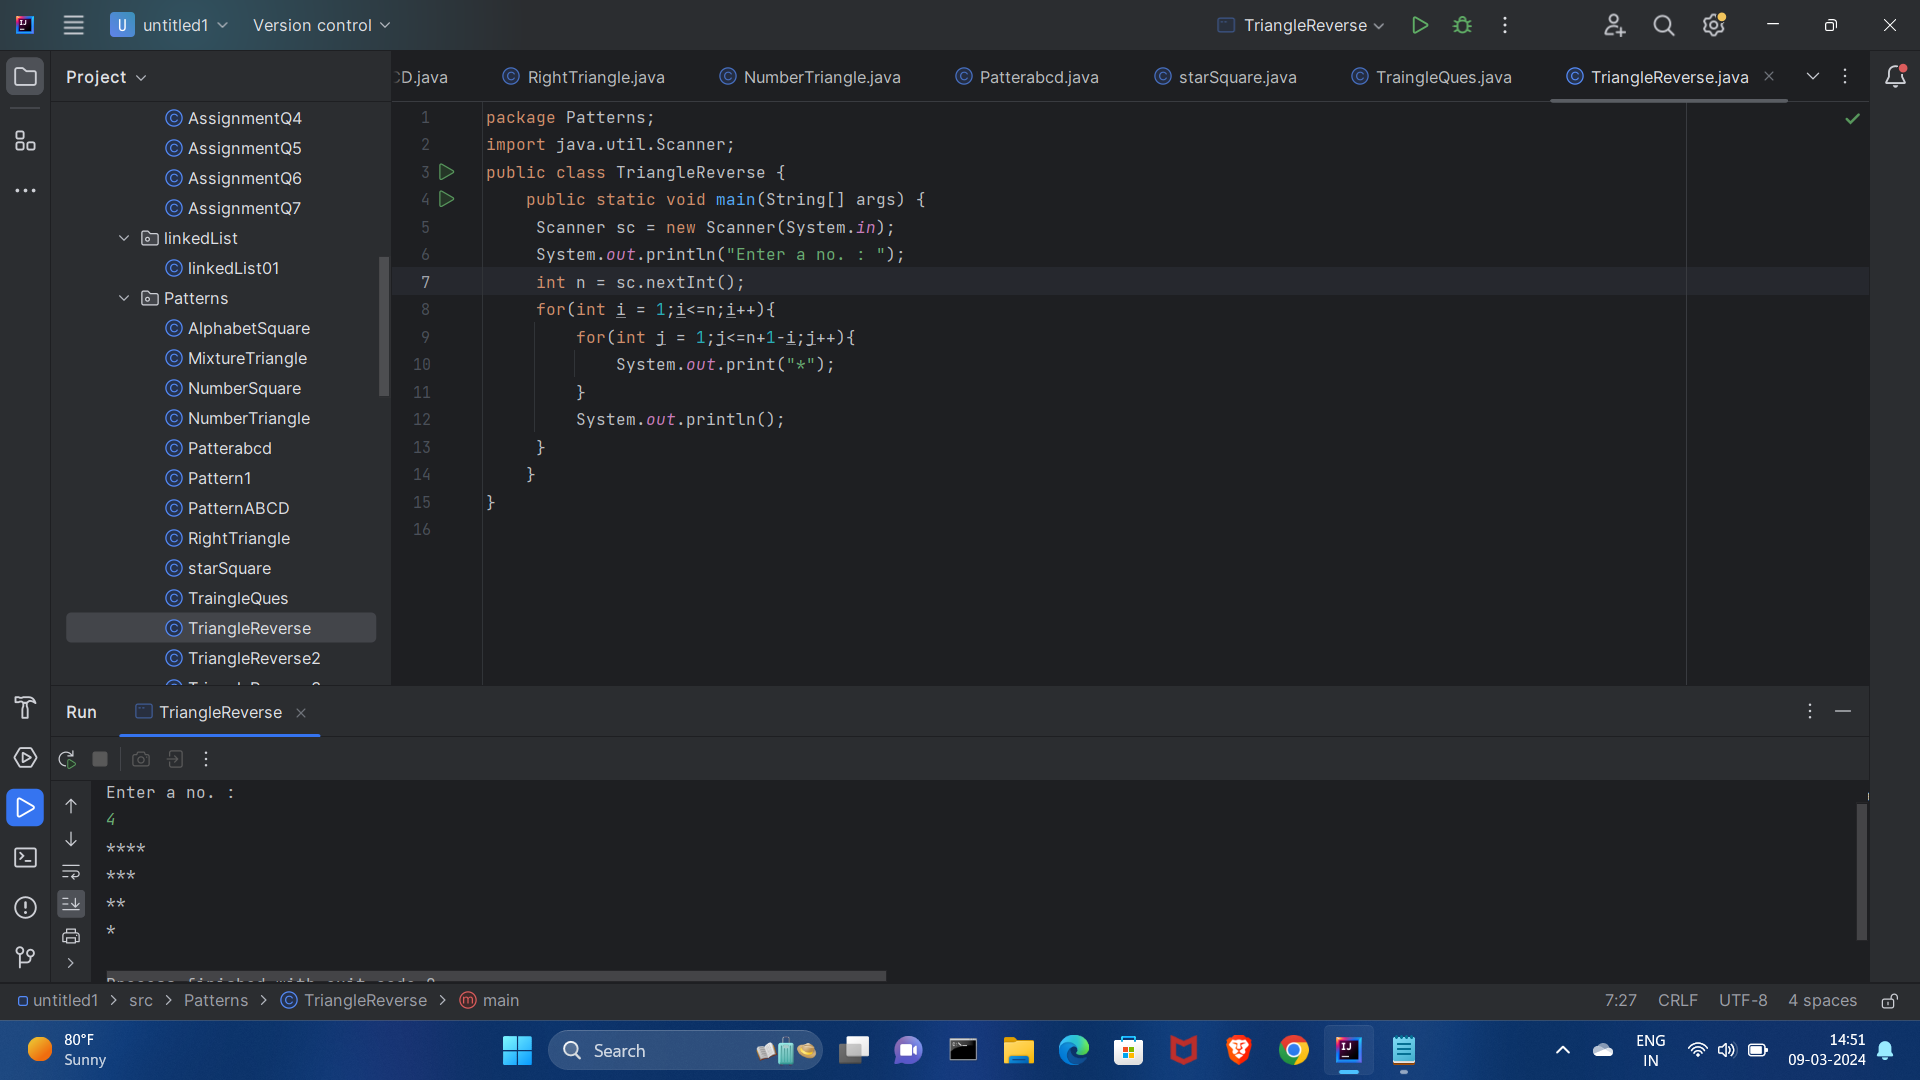 U untitled1 Version control TriangleReverse
Project
D.java RightTriangle.java NumberTriangle.java Patterabcd.java starSquare.java TraingleQues.java TriangleReverse.java
AssignmentQ4
AssignmentQ5
AssignmentQ6
AssignmentQ7
linkedList
linkedList01
Patterns
AlphabetSquare
MixtureTriangle
NumberSquare
NumberTriangle
Patterabcd
Pattern1
PatternABCD
RightTriangle
starSquare
TraingleQues
TriangleReverse
TriangleReverse2
1 package Patterns;
2 import java.util.Scanner;
3 public class TriangleReverse {
4 public static void main(String[] args) {
5 Scanner sc = new Scanner(System.in);
6 System.out.println("Enter a no. : ");
7 int n = sc.nextInt();
8 for(int i = 1;i<=n;i++){
9 for(int j = 1;j<=n+1-i;j++){
10 System.out.print("*");
11 }
12 System.out.println();
13 }
14 }
15 }
16
Run TriangleReverse
Enter a no. :
4
****
***
**
*
Process finished with exit code 0
untitled1 > src > Patterns > TriangleReverse > main
7:27 CRLF UTF-8 4 spaces
80°F
Sunny
Search
ENG
IN
14:51
09-03-2024